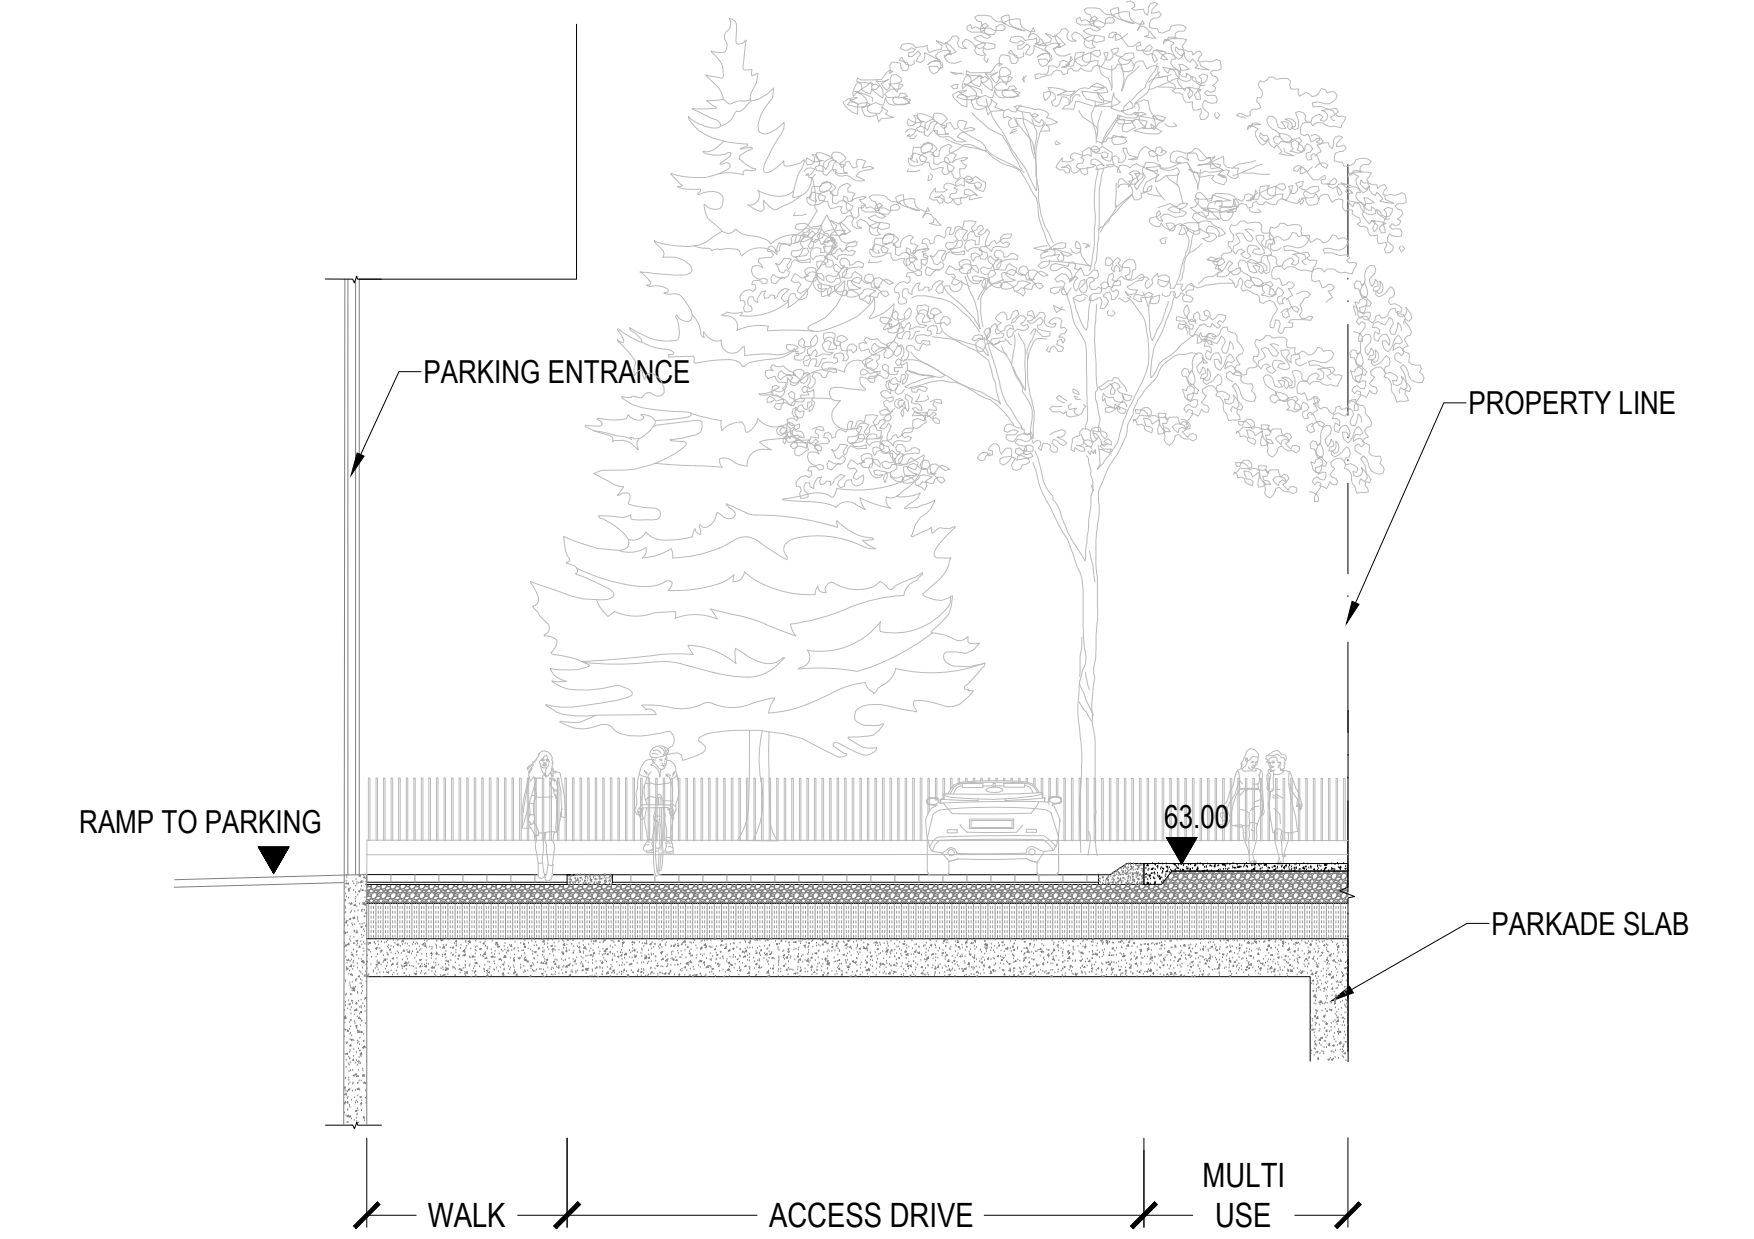 PARKING ENTRANCE
PROPERTY LINE
RAMP TO PARKING
63.00
PARKADE SLAB
WALK
ACCESS DRIVE
MULTI
USE